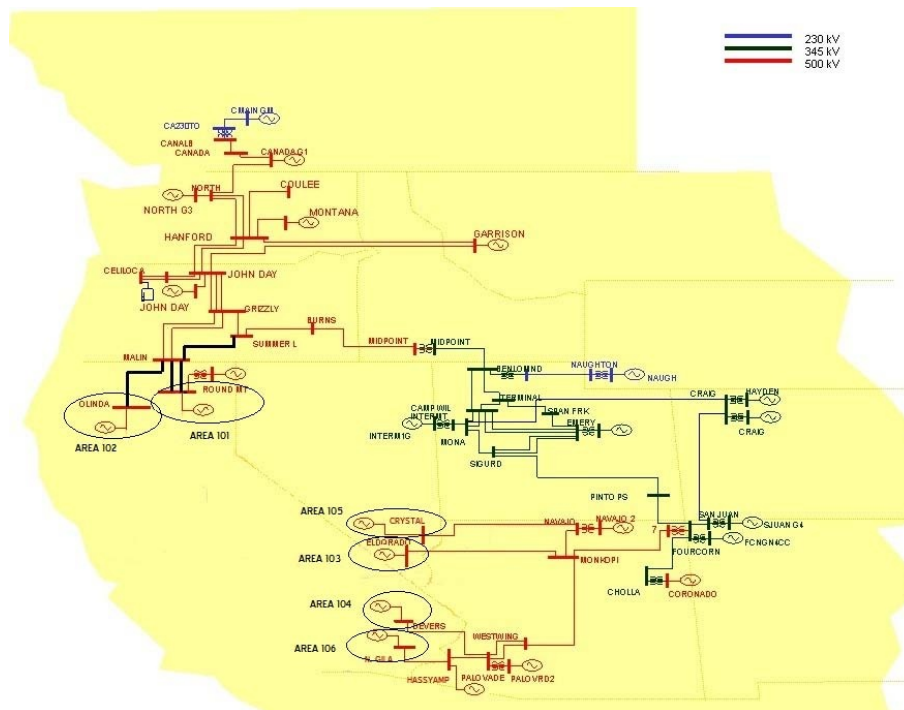 230 kV
345 kV
500 kV
CMAIN GM
CA230TO
CANALB
CANADA
CANADAG1
NORTH
COULEE
NORTH G3
MONTANA
HANFORD
GARRISON
CELILOCA
JOHN DAY
JOHN DAY
GRIZZLY
BURNS
SUMMER L
MALIN
MIDPOINT
MIDPOINT
BENLOMND
NAUGHTON
NAUGH
ROUND MT
OLINDA
AREA 101
AREA 102
CRAIG
HAYDEN
TERMINAL
CAMP WIL
SPAN FRK
INTERMT
EMERY
CRAIG
INTERM1G
MONA
SIGURD
PINTO PS
AREA 105
CRYSTAL
NAVAJO
NAVAJO 2
SAN JUAN
SJUAN G4
7
ELDORADO
FOURCORN
FCNGN4CC
AREA 103
MONHOPI
CHOLLA
CORONADO
AREA 104
DEVERS
WESTWING
AREA 106
N. GILA
HASSYAMP
PALOVADE
PALOVRD2